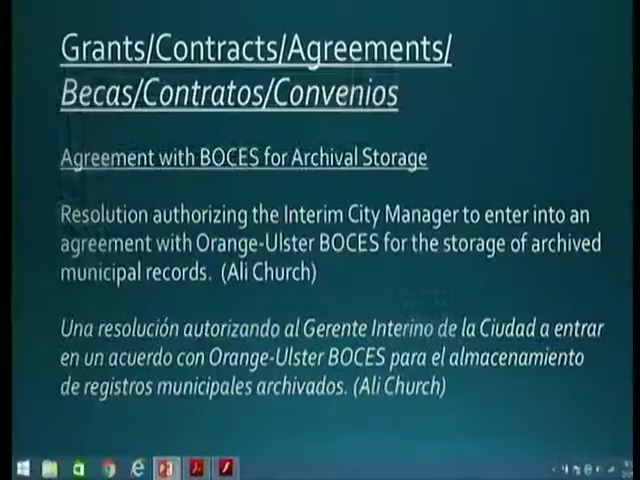 Grants/Contracts/Agreements/
Becas/Contratos/Convenios
Agreement with BOCES for Archival Storage
Resolution authorizing the Interim City Manager to enter into an
agreement with Orange-Ulster BOCES for the storage of archived
municipal records.  (Ali Church)
Una resolución autorizando al Gerente Interino de la Ciudad a entrar
en un acuerdo con Orange-Ulster BOCES para el almacenamiento
de registros municipales archivados. (Ali Church)